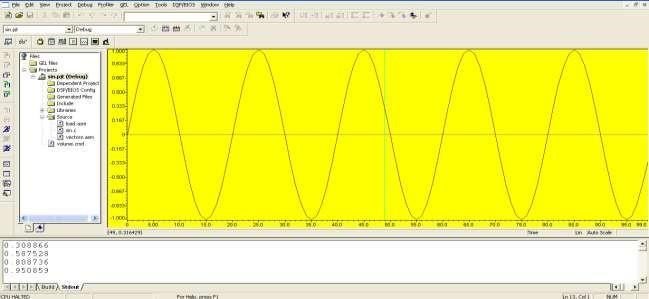 File Edit View Project Debug Profiler GEL Option Tools DSP/BIOS Window Help
sin.pjt Debug
Files
GEL files
Projects
sin.pjt (Debug)
Dependent Project
DSP/BIOS Config
Generated Files
Include
Libraries
Source
load.asm
sin.c
vectors.asm
volume.cmd
1.000
0.833
0.667
0.500
0.333
0.167
0
-0.167
-0.333
-0.500
-0.667
-0.833
-1.000
0 5.00 10.0 15.0 20.0 25.0 30.0 35.0 40.0 45.0 50.0 55.0 60.0 65.0 70.0 75.0 80.0 85.0 90.0 95.0 99.0
(49, 0.316429) Time Lin Auto Scale
0.308866
0.587528
0.808736
0.950859
Build Stdout
CPU HALTED For Help, press F1 Ln 13, Col 1 NUM